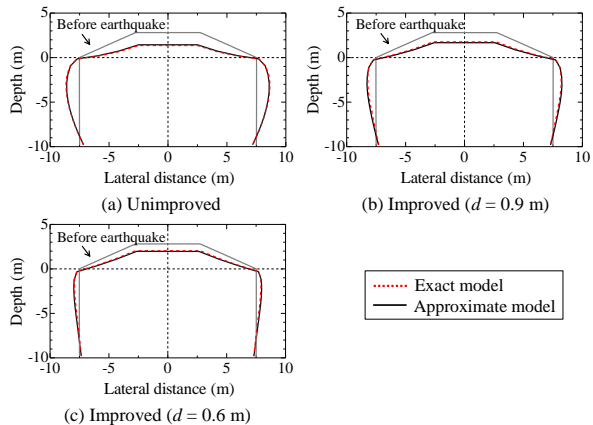 Before earthquake
5
0
-5
-10
Depth (m)
-10 -5 0 5 10
Lateral distance (m)
(a) Unimproved
Before earthquake
5
0
-5
-10
Depth (m)
-10 -5 0 5 10
Lateral distance (m)
(b) Improved (d = 0.9 m)
Before earthquake
5
0
-5
-10
Depth (m)
-10 -5 0 5 10
Lateral distance (m)
(c) Improved (d = 0.6 m)
Exact model
Approximate model